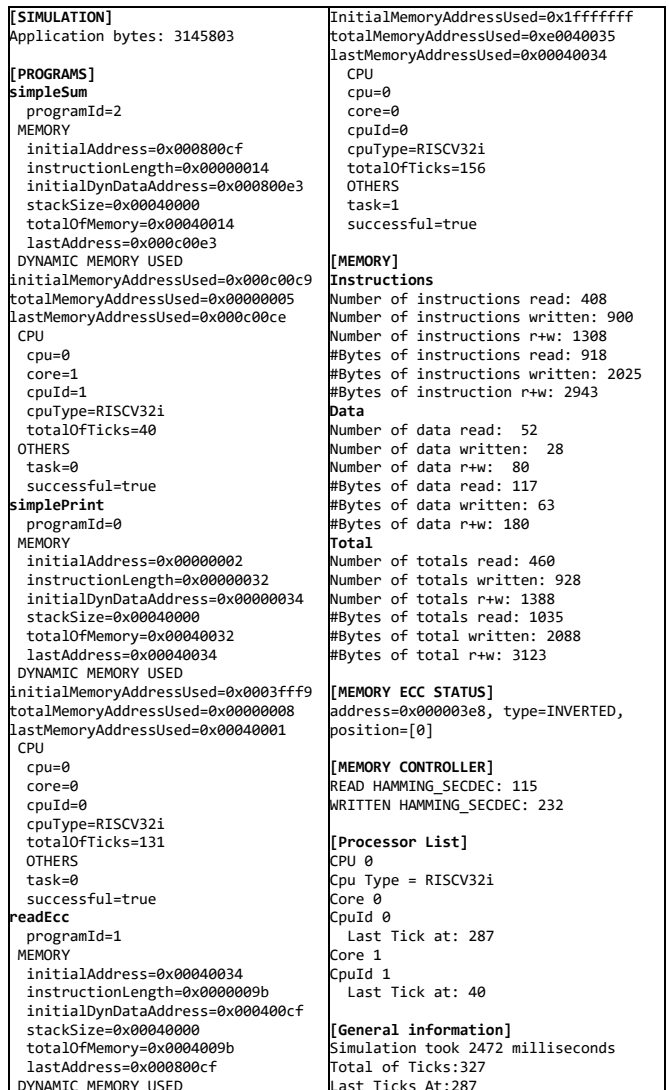 [SIMULATION]
Application bytes: 3145803
[PROGRAMS]
simpleSum
programId=2
MEMORY
initialAddress=0x000800cf
instructionLength=0x00000014
initialDynDataAddress=0x000800e3
stackSize=0x00040000
totalOfMemory=0x00040014
lastAddress=0x000c00e3
DYNAMIC MEMORY USED
initialMemoryAddressUsed=0x000c00c9
totalMemoryAddressUsed=0x00000005
lastMemoryAddressUsed=0x000c00ce
CPU
cpu=0
core=1
cpuId=1
cpuType=RISCV32i
totalOfTicks=40
OTHERS
task=0
successful=true
simplePrint
programId=0
MEMORY
initialAddress=0x00000002
instructionLength=0x00000032
initialDynDataAddress=0x00000034
stackSize=0x00040000
totalOfMemory=0x00040032
lastAddress=0x00040034
DYNAMIC MEMORY USED
initialMemoryAddressUsed=0x0003fff9
totalMemoryAddressUsed=0x00000008
lastMemoryAddressUsed=0x00040001
CPU
cpu=0
core=0
cpuId=0
cpuType=RISCV32i
totalOfTicks=131
OTHERS
task=0
successful=true
readEcc
programId=1
MEMORY
initialAddress=0x00040034
instructionLength=0x0000009b
initialDynDataAddress=0x000400cf
stackSize=0x00040000
totalOfMemory=0x0004009b
lastAddress=0x000800cf
DYNAMIC MEMORY USED
InitialMemoryAddressUsed=0x1fffffff
totalMemoryAddressUsed=0xe0040035
lastMemoryAddressUsed=0x00040034
CPU
cpu=0
core=0
cpuId=0
cpuType=RISCV32i
totalOfTicks=156
OTHERS
task=1
successful=true
[MEMORY]
Instructions
Number of instructions read: 408
Number of instructions written: 900
Number of instructions r+w: 1308
#Bytes of instructions read: 918
#Bytes of instructions written: 2025
#Bytes of instruction r+w: 2943
Data
Number of data read: 52
Number of data written: 28
Number of data r+w: 80
#Bytes of data read: 117
#Bytes of data written: 63
#Bytes of data r+w: 180
Total
Number of totals read: 460
Number of totals written: 928
Number of totals r+w: 1388
#Bytes of totals read: 1035
#Bytes of total written: 2088
#Bytes of total r+w: 3123
[MEMORY ECC STATUS]
address=0x000003e8, type=INVERTED,
position=[0]
[MEMORY CONTROLLER]
READ HAMMING_SECDEC: 115
WRITTEN HAMMING_SECDEC: 232
[Processor List]
CPU 0
Cpu Type = RISCV32i
Core 0
CpuId 0
Last Tick at: 287
Core 1
CpuId 1
Last Tick at: 40
[General information]
Simulation took 2472 milliseconds
Total of Ticks:327
Last Ticks At:287